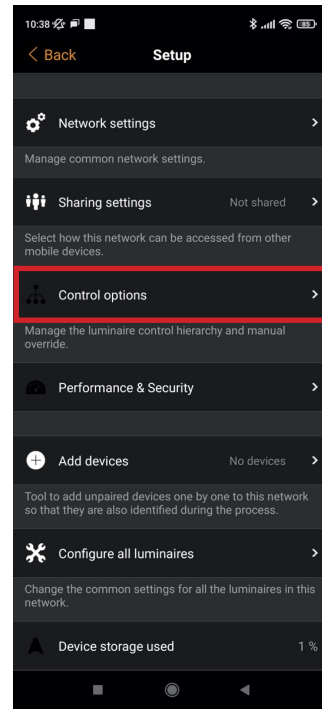 10:38
85
Back
Setup
Network settings
Manage common network settings.
Sharing settings
Not shared
Select how this network can be accessed from other
mobile devices.
Control options
Manage the luminaire control hierarchy and manual
override.
Performance & Security
Add devices
No devices
Tool to add unpaired devices one by one to this network
so that they are also identified during the process.
Configure all luminaires
Change the common settings for all the luminaires in this
network.
Device storage used
1 %